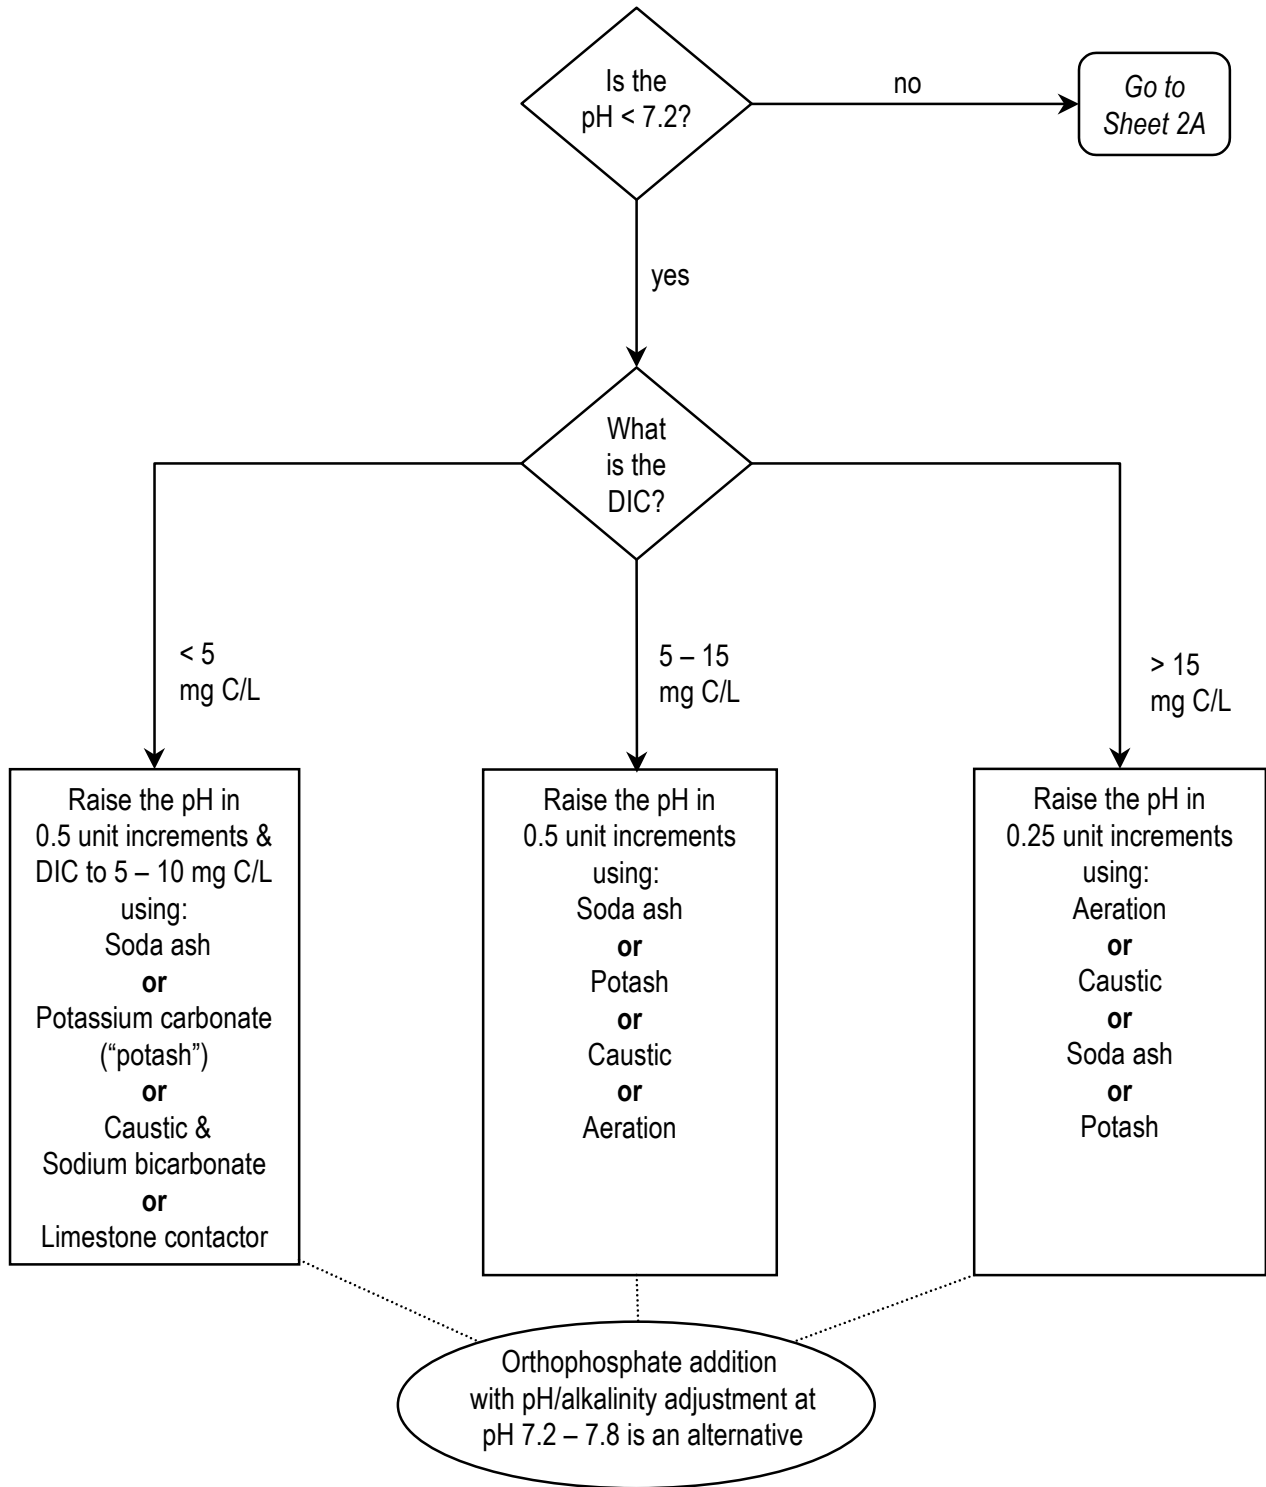 Is the
pH < 7.2?
no
Go to
Sheet 2A
yes
What
is the
DIC?
< 5
mg C/L
5 – 15
mg C/L
> 15
mg C/L
Raise the pH in
0.5 unit increments &
DIC to 5 – 10 mg C/L
using:
Soda ash
or
Potassium carbonate
(“potash”)
or
Caustic &
Sodium bicarbonate
or
Limestone contactor
Raise the pH in
0.5 unit increments
using:
Soda ash
or
Potash
or
Caustic
or
Aeration
Raise the pH in
0.25 unit increments
using:
Aeration
or
Caustic
or
Soda ash
or
Potash
Orthophosphate addition
with pH/alkalinity adjustment at
pH 7.2 – 7.8 is an alternative